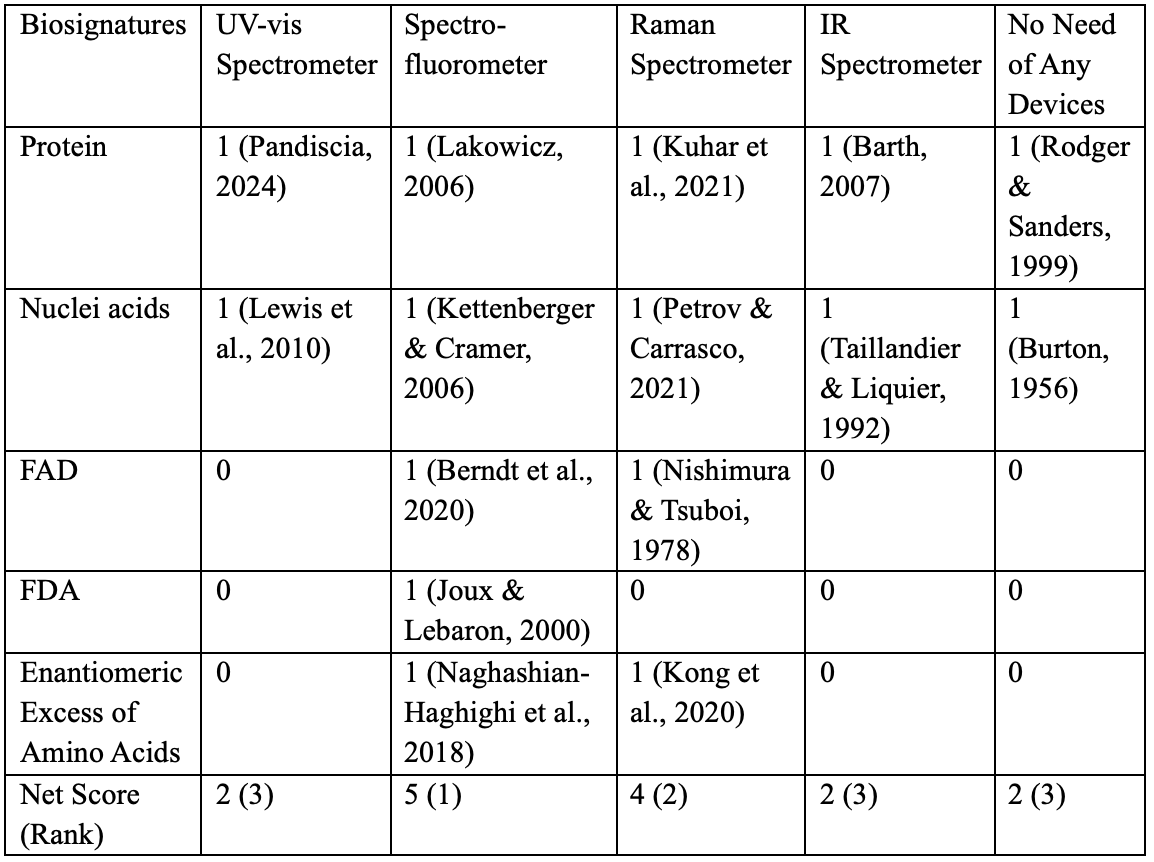 Biosignatures
UV-vis
Spectrometer
Spectro-
fluorometer
Raman
Spectrometer
IR
Spectrometer
No Need
of Any
Devices
Protein
1 (Pandiscia,
2024)
1 (Lakowicz,
2006)
1 (Kuhar et
al., 2021)
1 (Barth,
2007)
1 (Rodger
&
Sanders,
1999)
Nuclei acids
1 (Lewis et
al., 2010)
1 (Kettenberger
& Cramer,
2006)
1 (Petrov &
Carrasco,
2021)
1
(Taillandier
& Liquier,
1992)
1
(Burton,
1956)
FAD
0
1 (Berndt et al.,
2020)
1 (Nishimura
& Tsuboi,
1978)
0
0
FDA
0
1 (Joux &
Lebaron, 2000)
0
0
0
Enantiomeric
Excess of
Amino Acids
0
1 (Naghashian-
Haghighi et al.,
2018)
1 (Kong et
al., 2020)
0
0
Net Score
(Rank)
2 (3)
5 (1)
4 (2)
2 (3)
2 (3)